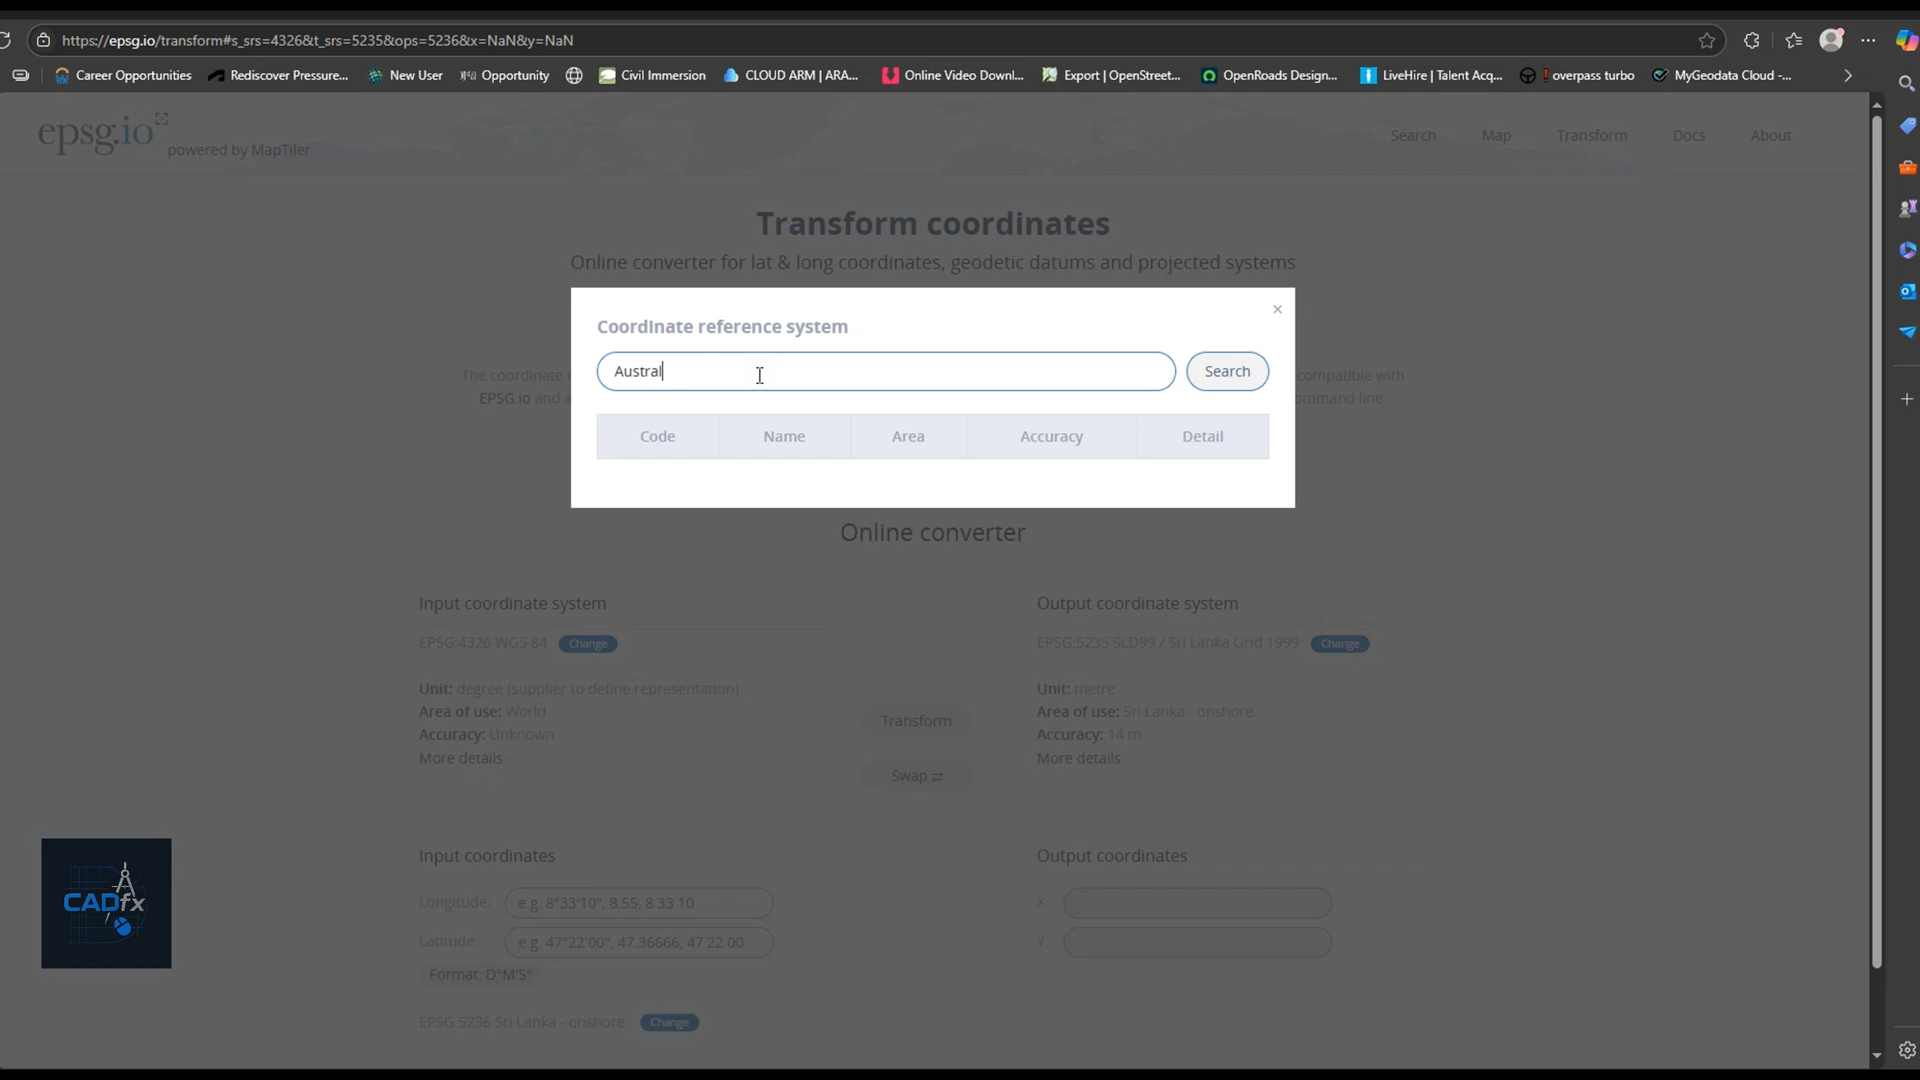 https://epsg.io/transform#s_srs=4326&t_srs=5235&ops=5236&x=NaN&y=NaN
Career Opportunities Rediscover Pressure... New User Opportunity Civil Immersion CLOUD ARM | ARA... Online Video Downl... Export | OpenStreet... OpenRoads Design... LiveHire | Talent Acq... overpass turbo MyGeodata Cloud -...
epsg.io powered by MapTiler
Search Map Transform Docs About
Transform coordinates
Online converter for lat & long coordinates, geodetic datums and projected systems
Coordinate reference system
Austral
Search
The coordinate compatible with
EPSG.io and command line.
Code Name Area Accuracy Detail
Online converter
Input coordinate system
EPSG:4326 WGS 84 Change
Unit: degree (supplier to define representation)
Area of use: World
Accuracy: Unknown
More details
Transform
Swap ⇄
Output coordinate system
EPSG:5235 SLD99 / Sri Lanka Grid 1999 Change
Unit: metre
Area of use: Sri Lanka - onshore.
Accuracy: 14 m
More details
Input coordinates
Longitude: e.g. 8°33'10", 8.55, 8 33 10
Latitude: e.g. 47°22'00", 47.36666, 47 22 00
Format: D°M'S"
EPSG:5236 Sri Lanka - onshore. Change
Output coordinates
X:
Y:
CADfx